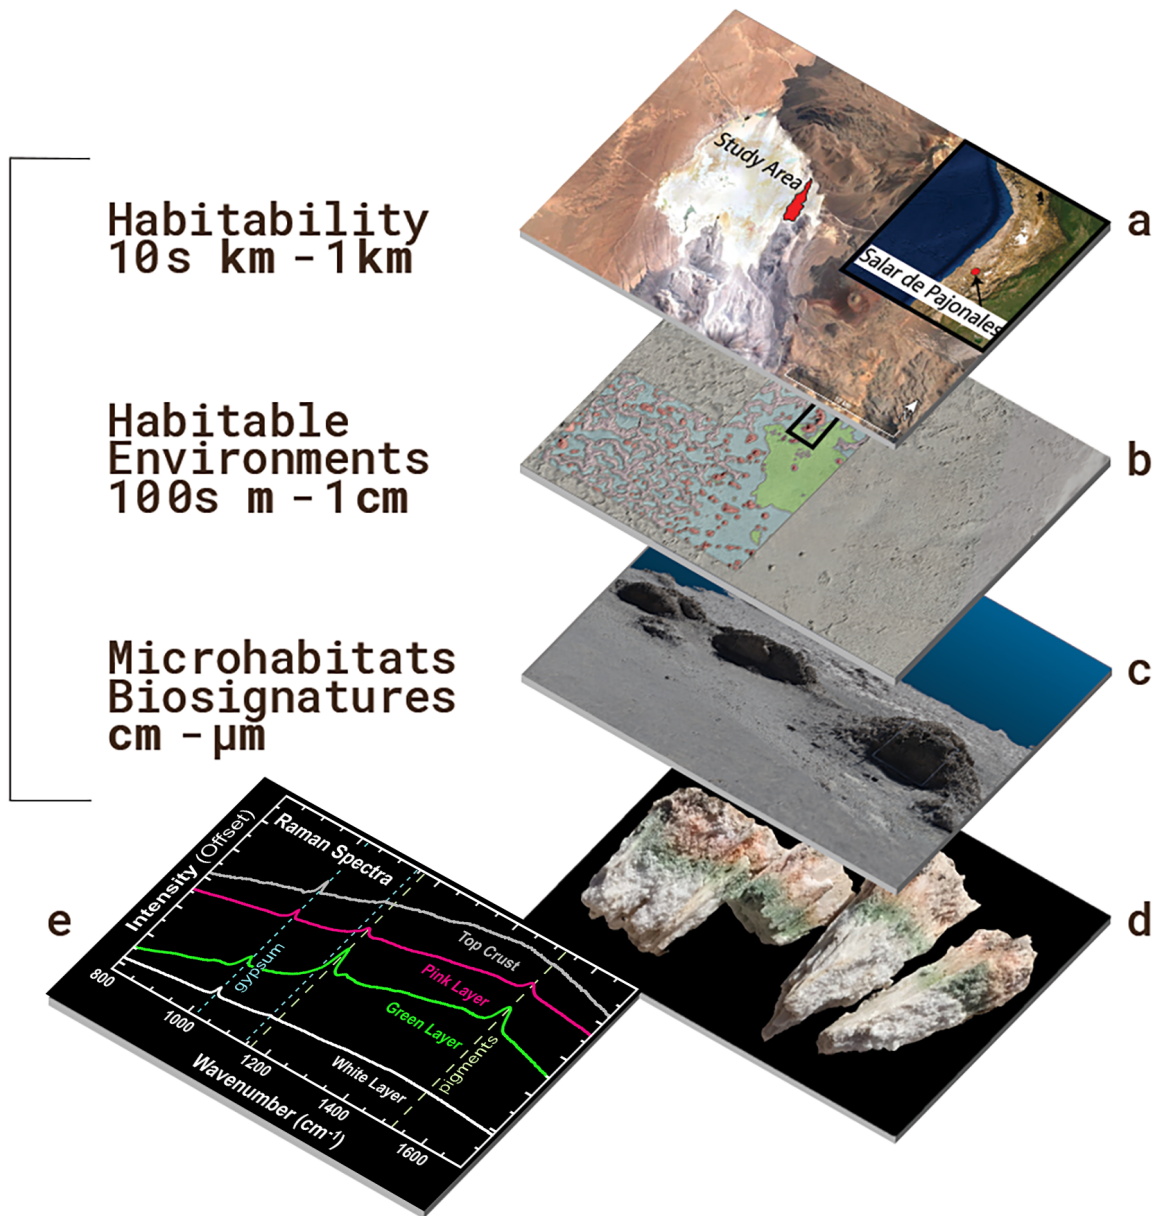 Study Area
Salar de Pajonales
a
Habitability
10s km -1km
Habitable
Environments
100s m -1cm
b
Microhabitats
Biosignatures
cm -µm
c
d
e
Raman Spectra
Intensity (Offset)
Top Crust
Pink Layer
gypsum
Green Layer
pigments
White Layer
800
1000
1200
1400
1600
Wavenumber (cm-1)